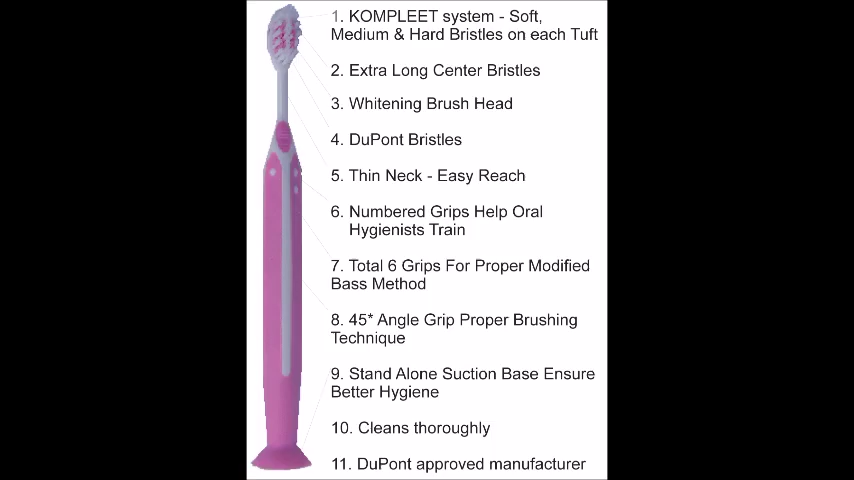 1. KOMPLEET system - Soft,
Medium & Hard Bristles on each Tuft
2. Extra Long Center Bristles
3. Whitening Brush Head
4. DuPont Bristles
5. Thin Neck - Easy Reach
6. Numbered Grips Help Oral
Hygienists Train
7. Total 6 Grips For Proper Modified
Bass Method
8. 45* Angle Grip Proper Brushing
Technique
9. Stand Alone Suction Base Ensure
Better Hygiene
10. Cleans thoroughly
11. DuPont approved manufacturer